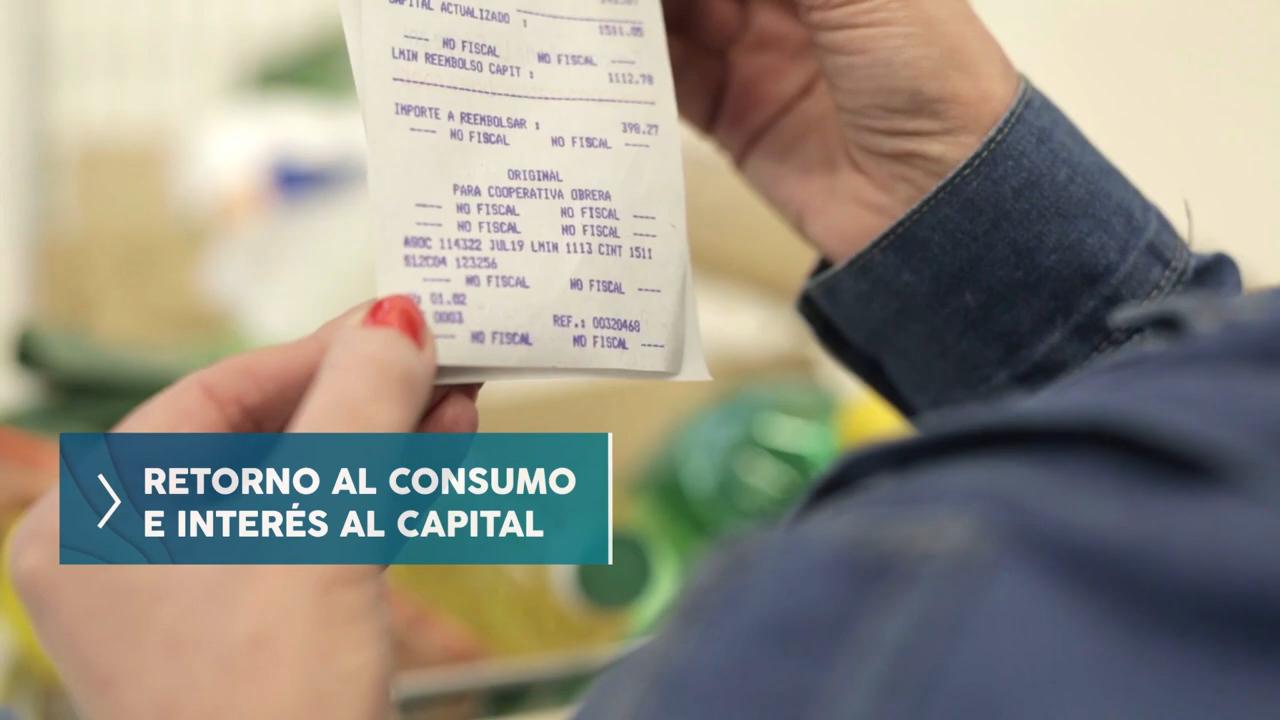 CAPITAL ACTUALIZADO : 1511.05
---- NO FISCAL NO FISCAL ----
LMIN REEMBOLSO CAPIT : 1112.78
IMPORTE A REEMBOLSAR : 398.27
---- NO FISCAL NO FISCAL ----
ORIGINAL
PARA COOPERATIVA OBRERA
---- NO FISCAL NO FISCAL ----
---- NO FISCAL NO FISCAL ----
ASOC 114322 JUL19 LMIN 1113 CINT 1511
S12C04 123256
---- NO FISCAL NO FISCAL ----
01.02
0003 REF.: 00320468
---- NO FISCAL NO FISCAL ----
RETORNO AL CONSUMO
E INTERÉS AL CAPITAL